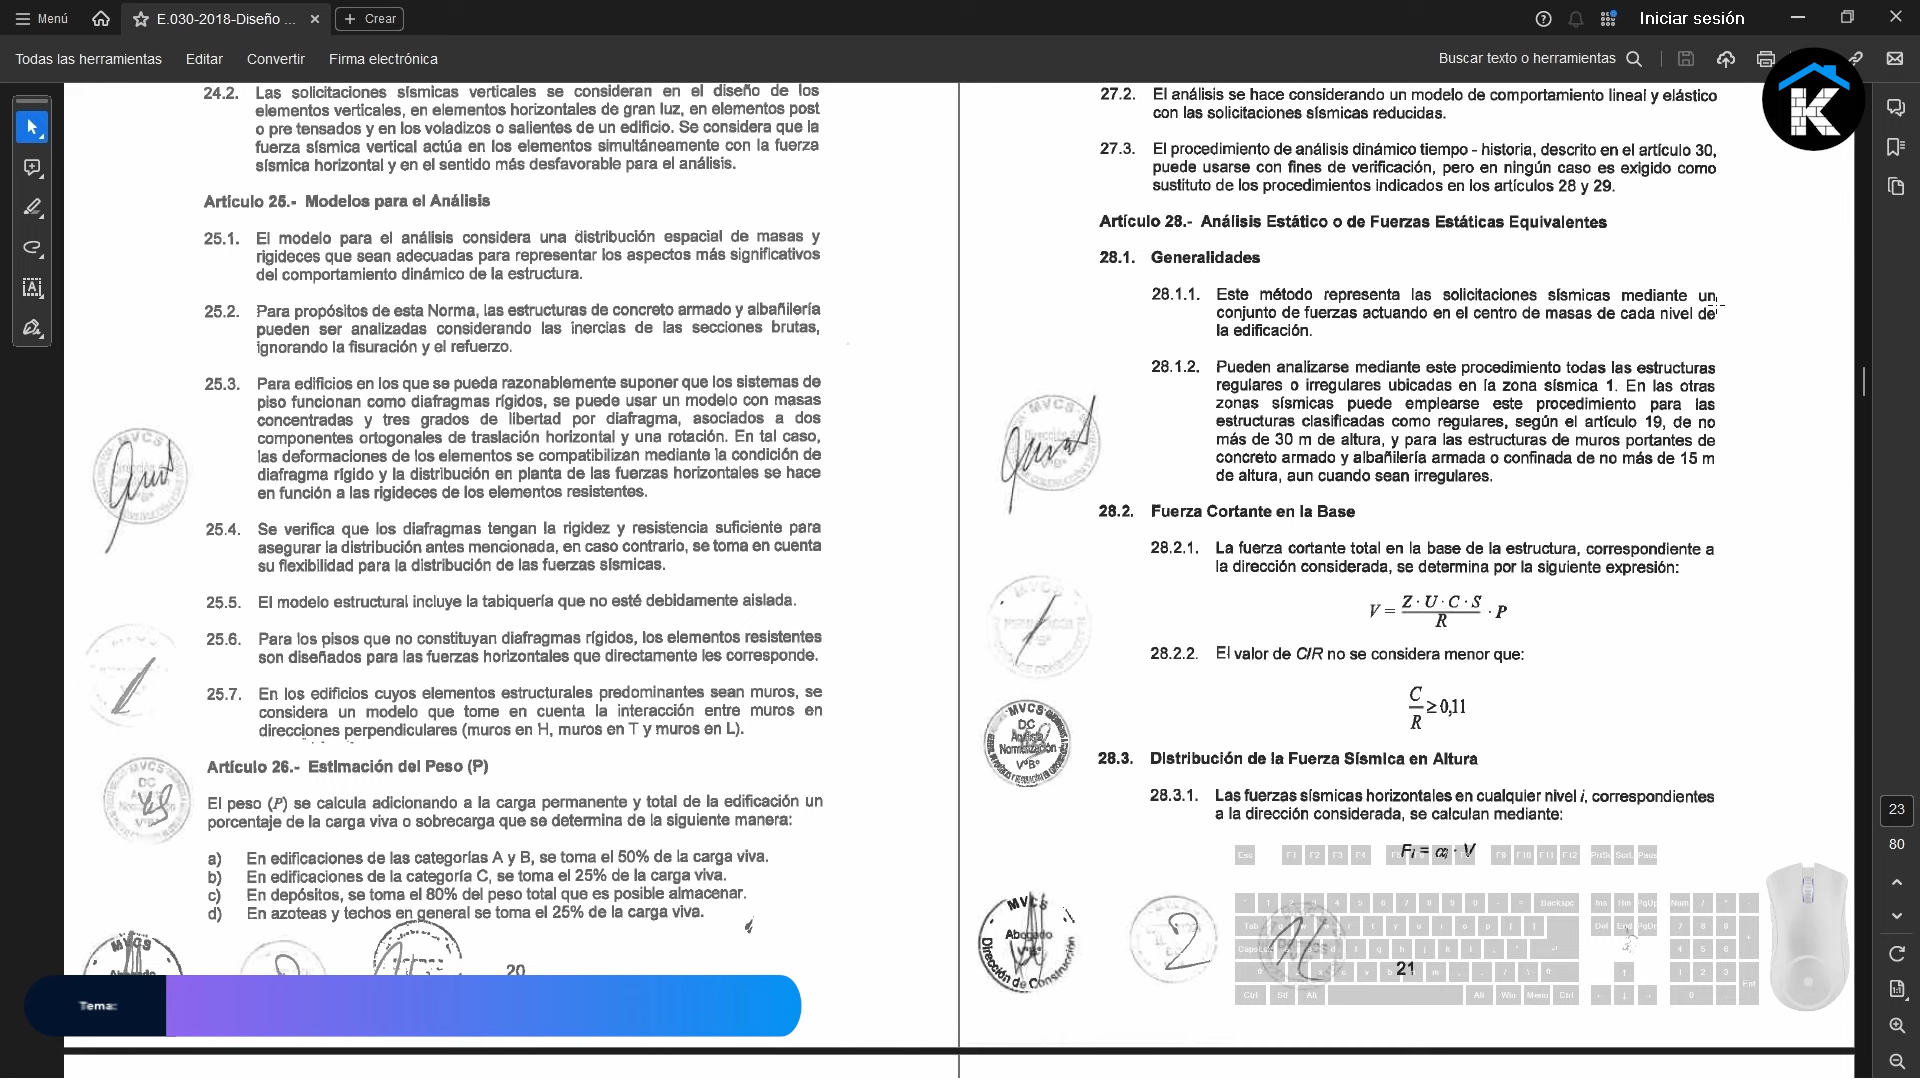 Menú
E.030-2018-Diseño ...
Crear
Iniciar sesión
Todas las herramientas
Editar
Convertir
Firma electrónica
Buscar texto o herramientas
24.2. Las solicitaciones sísmicas verticales se consideran en el diseño de los
elementos verticales, en elementos horizontales de gran luz, en elementos post
o pre tensados y en los voladizos o salientes de un edificio. Se considera que la
fuerza sísmica vertical actúa en los elementos simultáneamente con la fuerza
sísmica horizontal y en el sentido más desfavorable para el análisis.
Artículo 25.- Modelos para el Análisis
25.1. El modelo para el análisis considera una distribución espacial de masas y
rigideces que sean adecuadas para representar los aspectos más significativos
del comportamiento dinámico de la estructura.
25.2. Para propósitos de esta Norma, las estructuras de concreto armado y albañilería
pueden ser analizadas considerando las inercias de las secciones brutas,
ignorando la fisuración y el refuerzo.
25.3. Para edificios en los que se pueda razonablemente suponer que los sistemas de
piso funcionan como diafragmas rígidos, se puede usar un modelo con masas
concentradas y tres grados de libertad por diafragma, asociados a dos
componentes ortogonales de traslación horizontal y una rotación. En tal caso,
las deformaciones de los elementos se compatibilizan mediante la condición de
diafragma rígido y la distribución en planta de las fuerzas horizontales se hace
en función a las rigideces de los elementos resistentes.
25.4. Se verifica que los diafragmas tengan la rigidez y resistencia suficiente para
asegurar la distribución antes mencionada, en caso contrario, se toma en cuenta
su flexibilidad para la distribución de las fuerzas sísmicas.
25.5. El modelo estructural incluye la tabiquería que no esté debidamente aislada.
25.6. Para los pisos que no constituyan diafragmas rígidos, los elementos resistentes
son diseñados para las fuerzas horizontales que directamente les corresponde.
25.7. En los edificios cuyos elementos estructurales predominantes sean muros, se
considera un modelo que tome en cuenta la interacción entre muros en
direcciones perpendiculares (muros en H, muros en T y muros en L).
Artículo 26.- Estimación del Peso (P)
El peso (P) se calcula adicionando a la carga permanente y total de la edificación un
porcentaje de la carga viva o sobrecarga que se determina de la siguiente manera:
a) En edificaciones de las categorías A y B, se toma el 50% de la carga viva.
b) En edificaciones de la categoría C, se toma el 25% de la carga viva.
c) En depósitos, se toma el 80% del peso total que es posible almacenar.
d) En azoteas y techos en general se toma el 25% de la carga viva.
20
Tema:
27.2. El análisis se hace considerando un modelo de comportamiento lineal y elástico
con las solicitaciones sísmicas reducidas.
27.3. El procedimiento de análisis dinámico tiempo - historia, descrito en el artículo 30,
puede usarse con fines de verificación, pero en ningún caso es exigido como
sustituto de los procedimientos indicados en los artículos 28 y 29.
Artículo 28.- Análisis Estático o de Fuerzas Estáticas Equivalentes
28.1. Generalidades
28.1.1. Este método representa las solicitaciones sísmicas mediante un
conjunto de fuerzas actuando en el centro de masas de cada nivel de
la edificación.
28.1.2. Pueden analizarse mediante este procedimiento todas las estructuras
regulares o irregulares ubicadas en la zona sísmica 1. En las otras
zonas sísmicas puede emplearse este procedimiento para las
estructuras clasificadas como regulares, según el artículo 19, de no
más de 30 m de altura, y para las estructuras de muros portantes de
concreto armado y albañilería armada o confinada de no más de 15 m
de altura, aun cuando sean irregulares.
28.2. Fuerza Cortante en la Base
28.2.1. La fuerza cortante total en la base de la estructura, correspondiente a
la dirección considerada, se determina por la siguiente expresión:
V = Z · U · C · S / R · P
28.2.2. El valor de C/R no se considera menor que:
C / R ≥ 0,11
28.3. Distribución de la Fuerza Sísmica en Altura
28.3.1. Las fuerzas sísmicas horizontales en cualquier nivel i, correspondientes
a la dirección considerada, se calculan mediante:
Fi = αi · V
21
MVCS
DC
Analista
Normalización
V°B°
MVCS
Abogado
V°B°
Dirección de Construcción
K
23
80